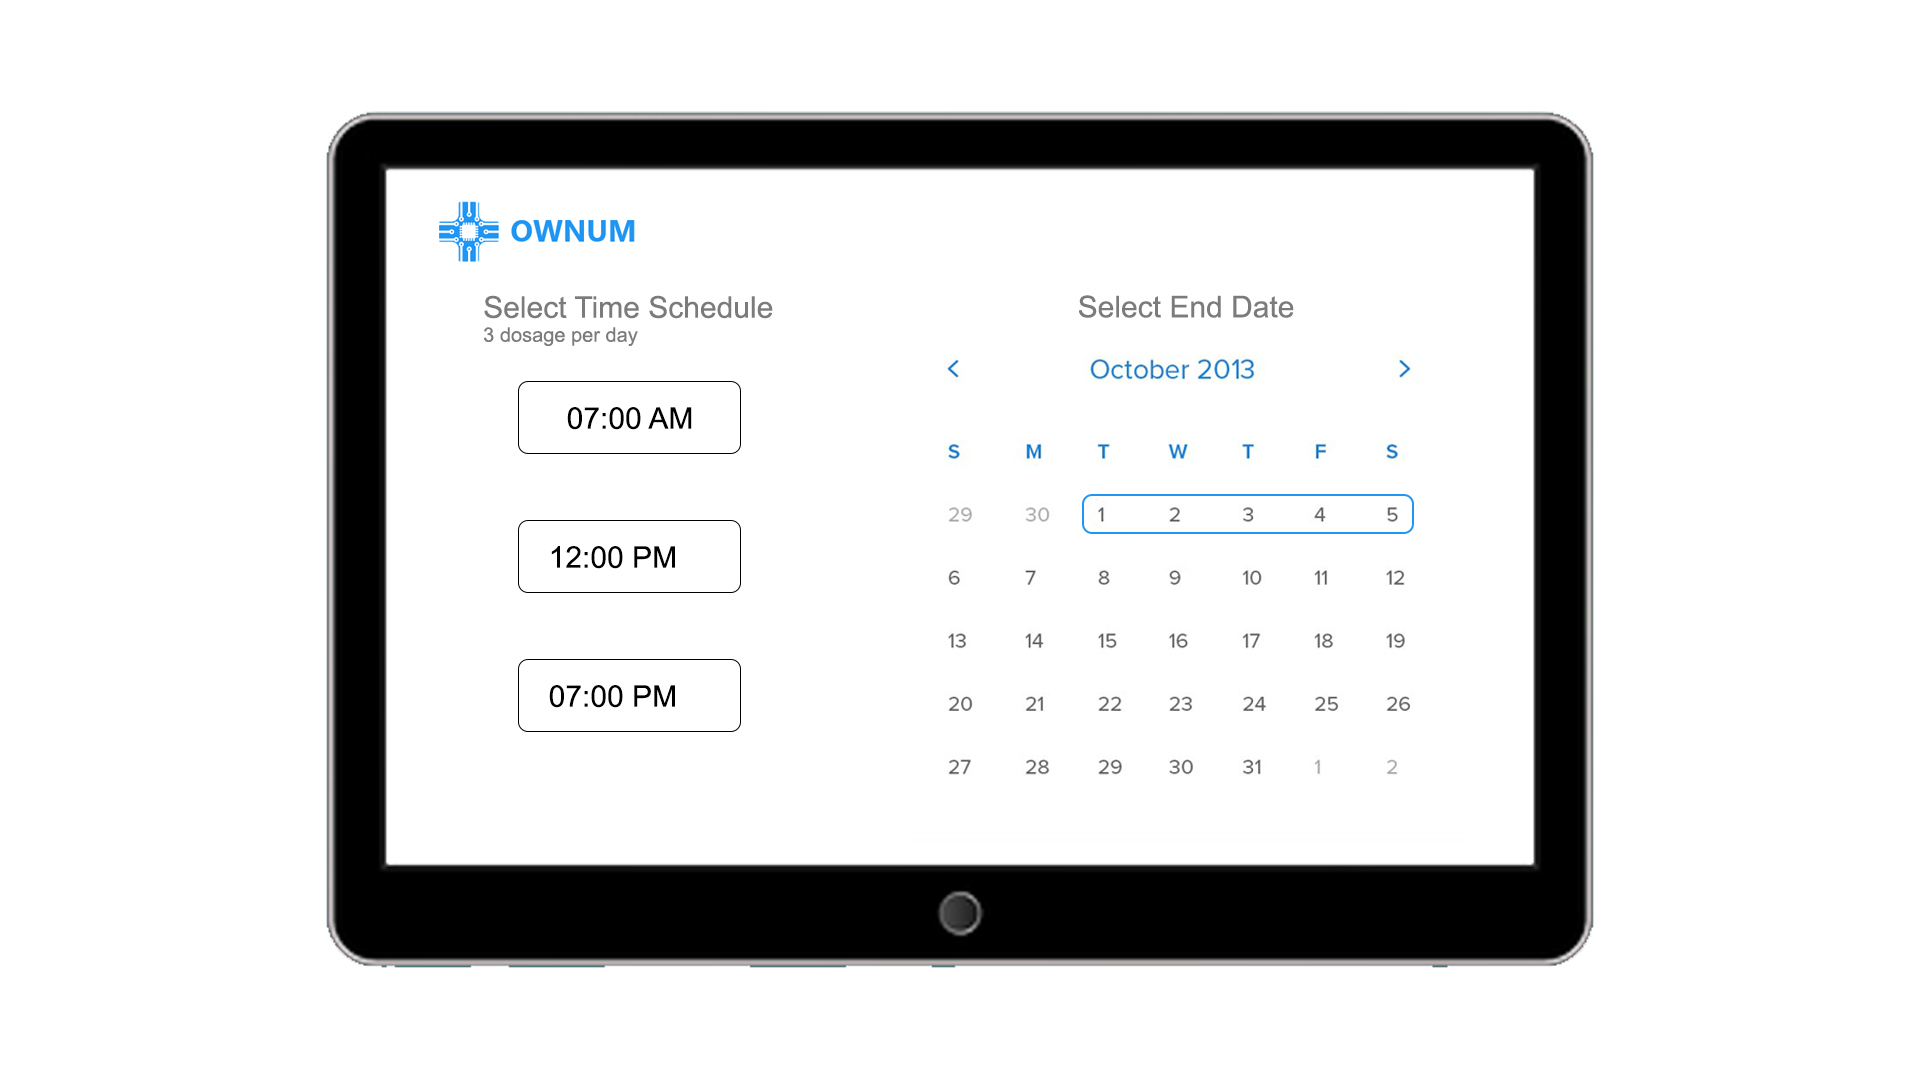 OWNUM
Select Time Schedule
3 dosage per day
07:00 AM
12:00 PM
07:00 PM
Select End Date
< October 2013 >
S M T W T F S
29 30 1 2 3 4 5
6 7 8 9 10 11 12
13 14 15 16 17 18 19
20 21 22 23 24 25 26
27 28 29 30 31 1 2